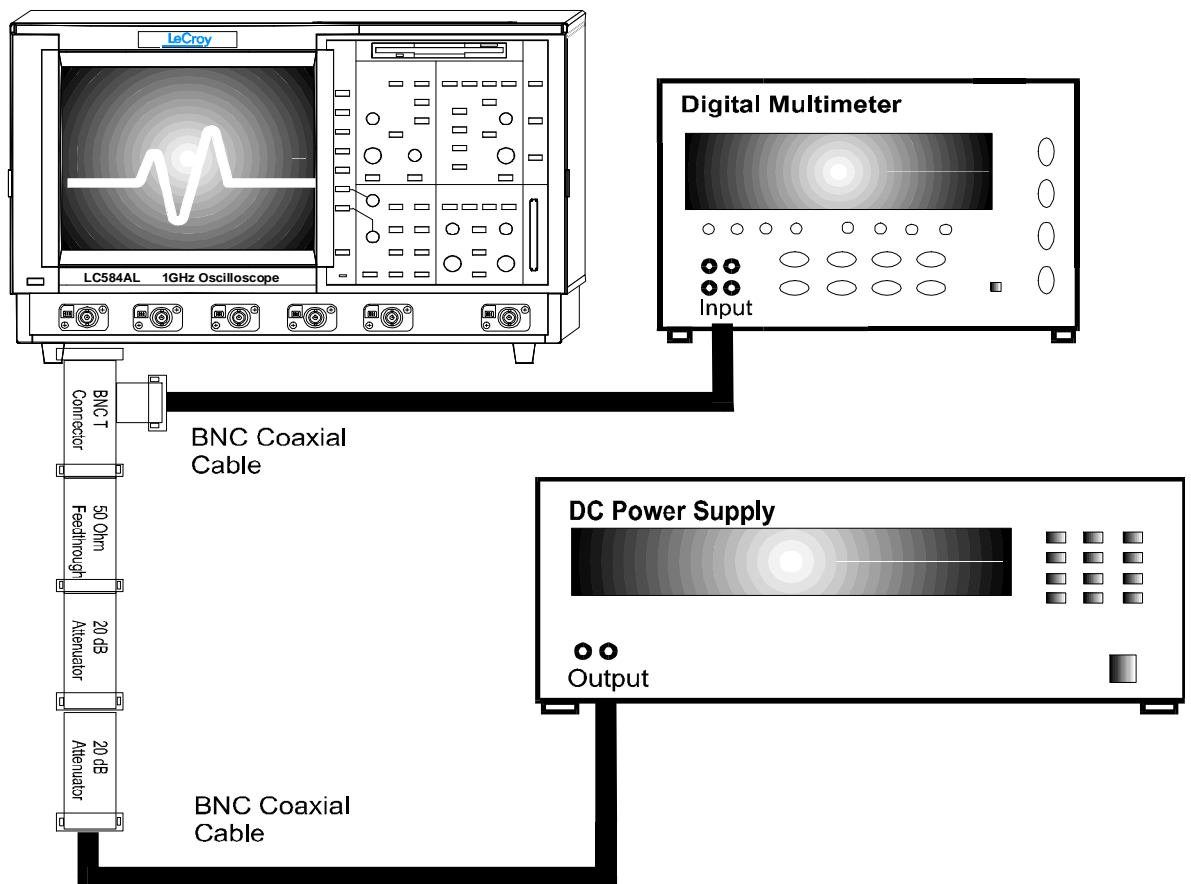 LeCroy
LC584AL 1GHz Oscilloscope
Digital Multimeter
Input
BNC T
Connector
BNC Coaxial
Cable
50 Ohm
Feedthrough
DC Power Supply
Output
20 dB
Attenuator
20 dB
Attenuator
BNC Coaxial
Cable